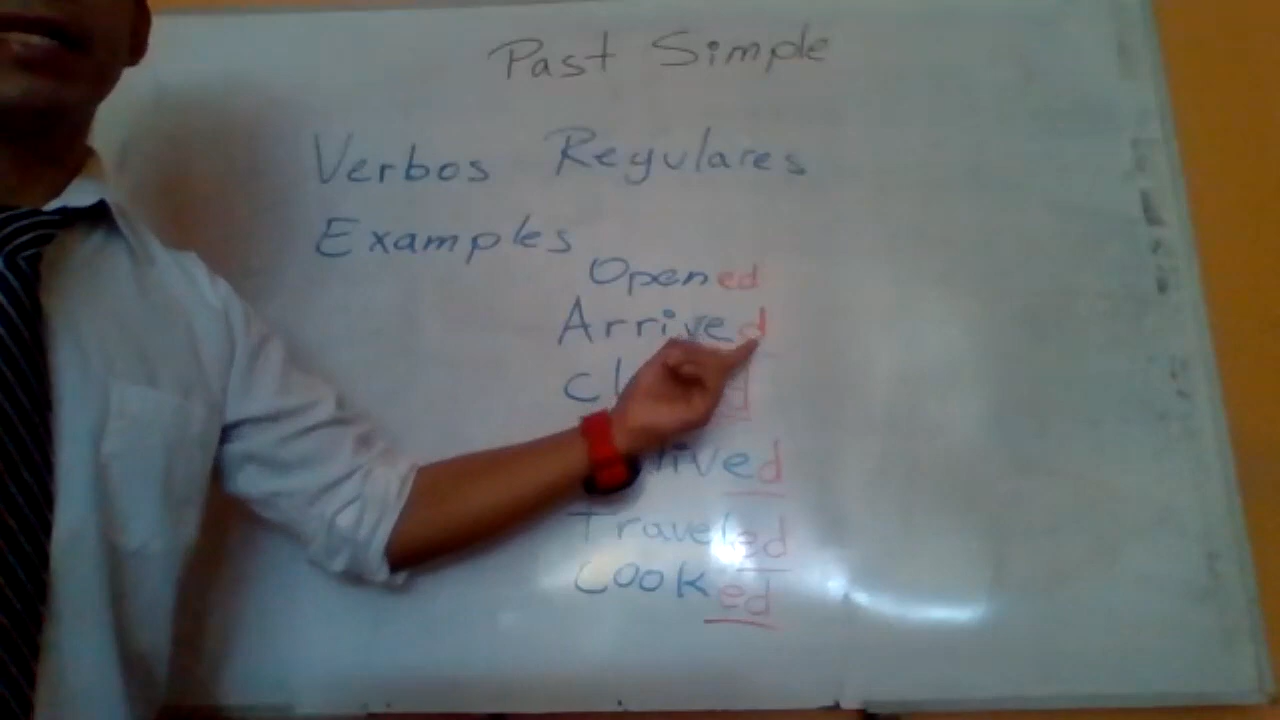 Past Simple
Verbos Regulares
Examples
Opened
Arrived
Traveled
Cooked